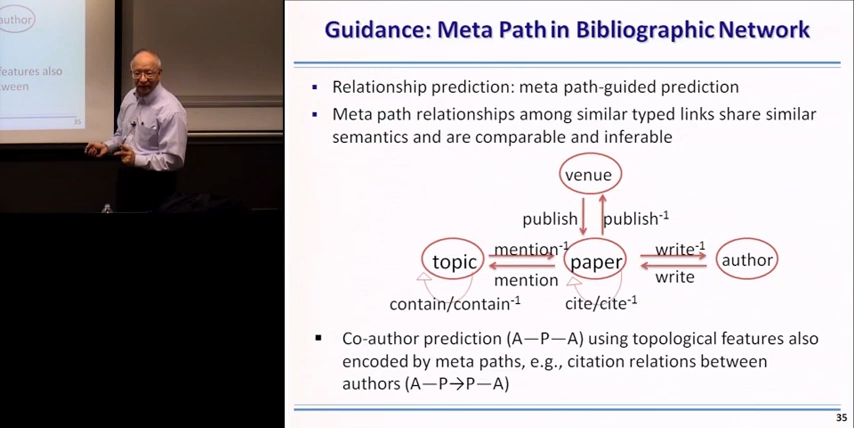 author
features also
ween
35
Guidance: Meta Path in Bibliographic Network
▪ Relationship prediction: meta path-guided prediction
▪ Meta path relationships among similar typed links share similar
semantics and are comparable and inferable
venue
publish publish-1
mention-1 write-1
topic paper author
mention write
contain/contain-1 cite/cite-1
▪ Co-author prediction (A—P—A) using topological features also
encoded by meta paths, e.g., citation relations between
authors (A—P→P—A)
35